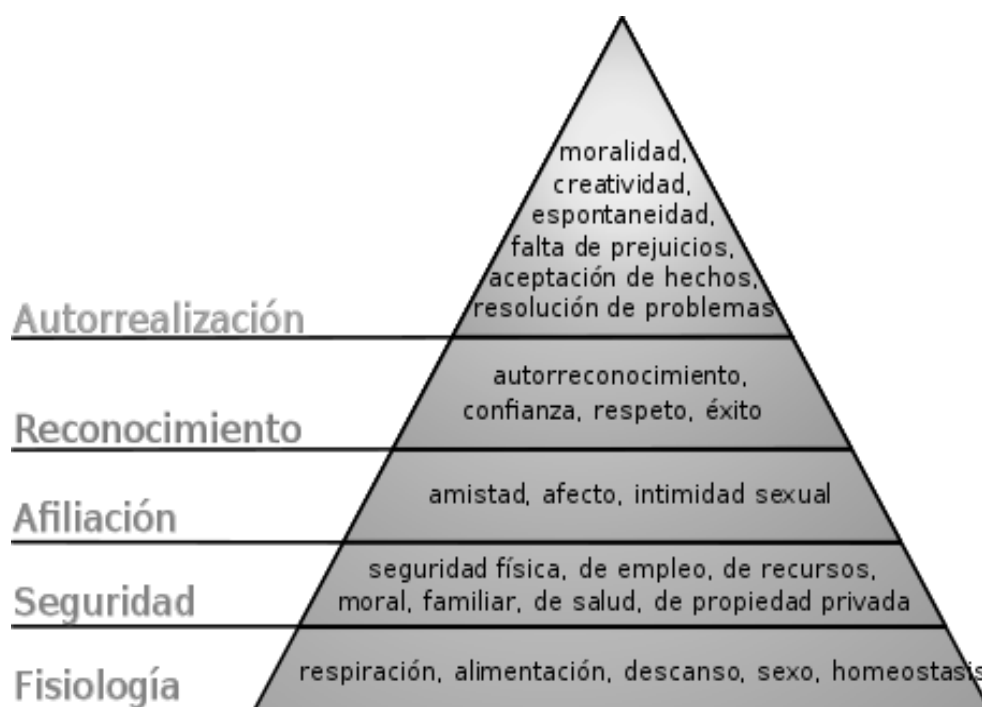 moralidad,
creatividad,
espontaneidad,
falta de prejuicios,
aceptación de hechos,
resolución de problemas
Autorrealización
autorreconocimiento,
confianza, respeto, éxito
Reconocimiento
amistad, afecto, intimidad sexual
Afiliación
seguridad física, de empleo, de recursos,
moral, familiar, de salud, de propiedad privada
Seguridad
respiración, alimentación, descanso, sexo, homeostasis
Fisiología